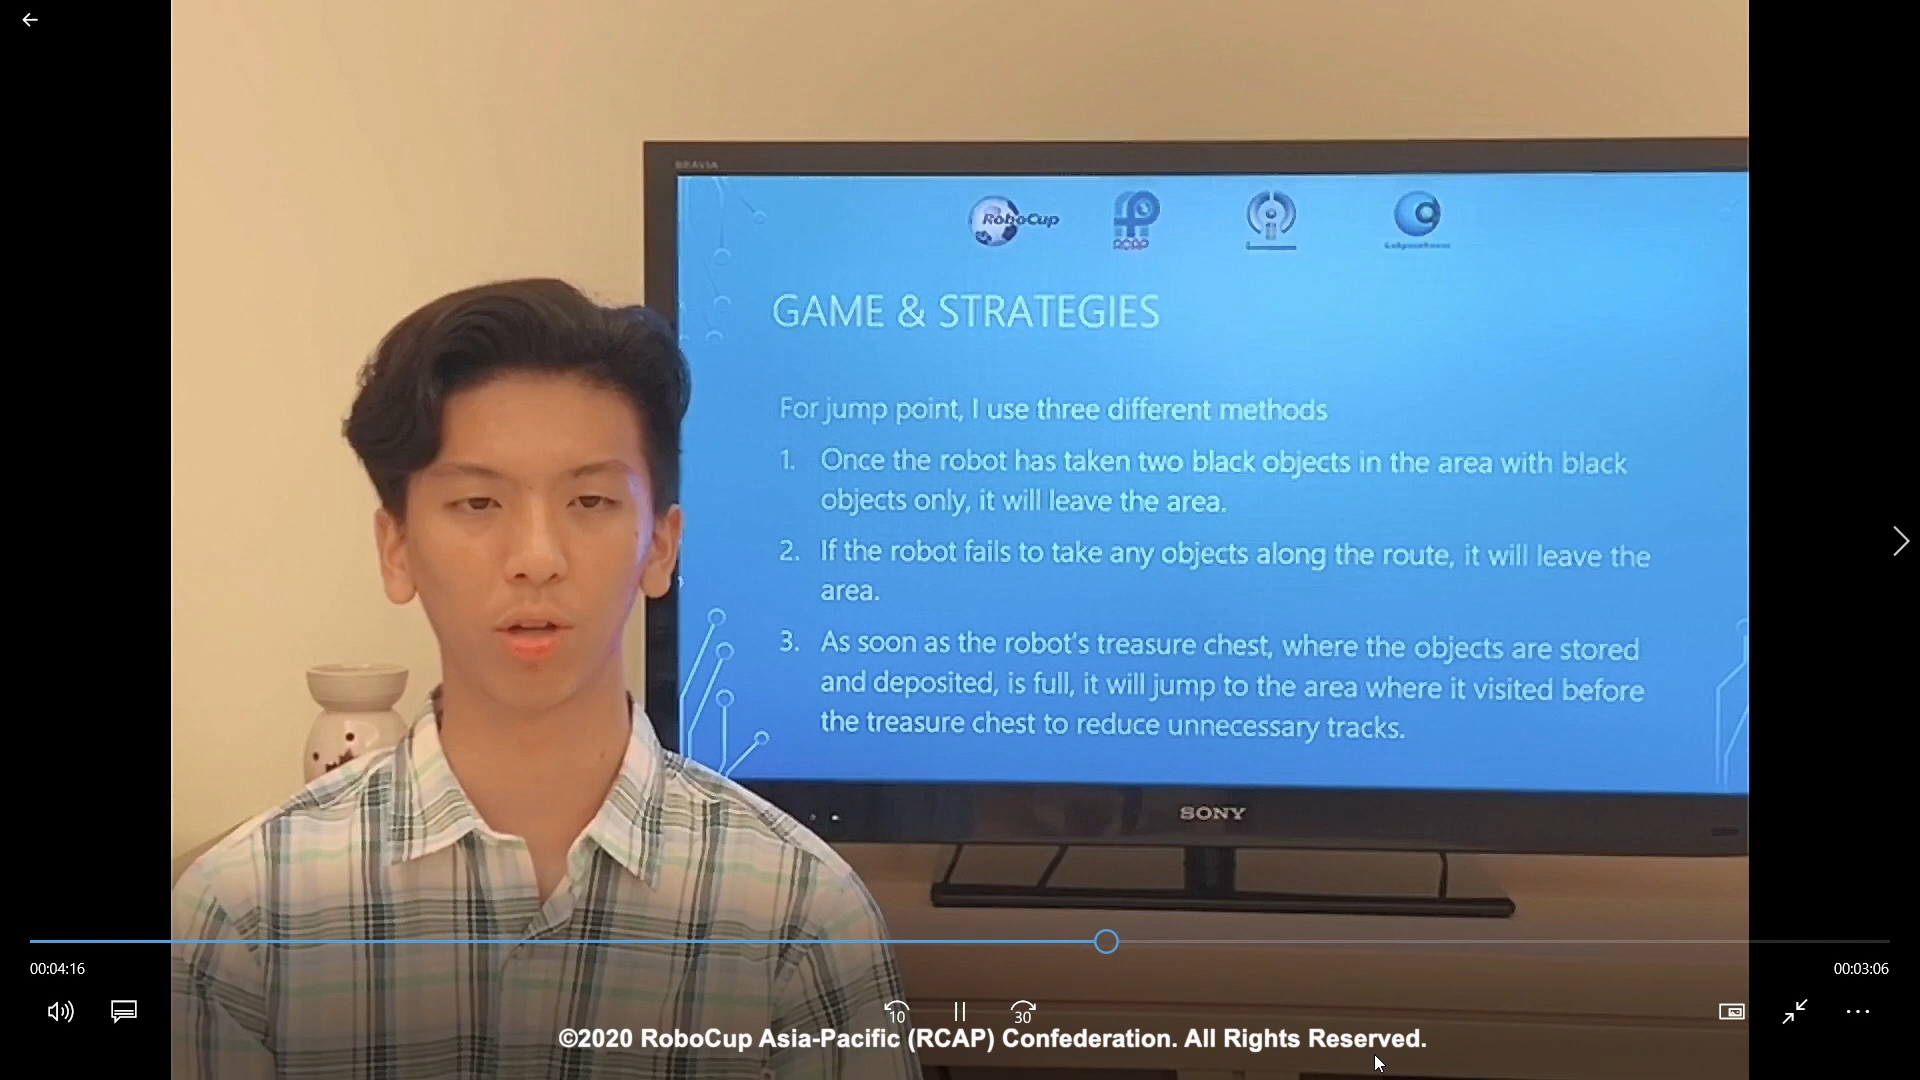 BRAVIA
RoboCup
RCAP
GAME & STRATEGIES
For jump point, I use three different methods
1. Once the robot has taken two black objects in the area with black
objects only, it will leave the area.
2. If the robot fails to take any objects along the route, it will leave the
area.
3. As soon as the robot's treasure chest, where the objects are stored
and deposited, is full, it will jump to the area where it visited before
the treasure chest to reduce unnecessary tracks.
SONY
00:04:16
00:03:06
10
30
©2020 RoboCup Asia-Pacific (RCAP) Confederation. All Rights Reserved.